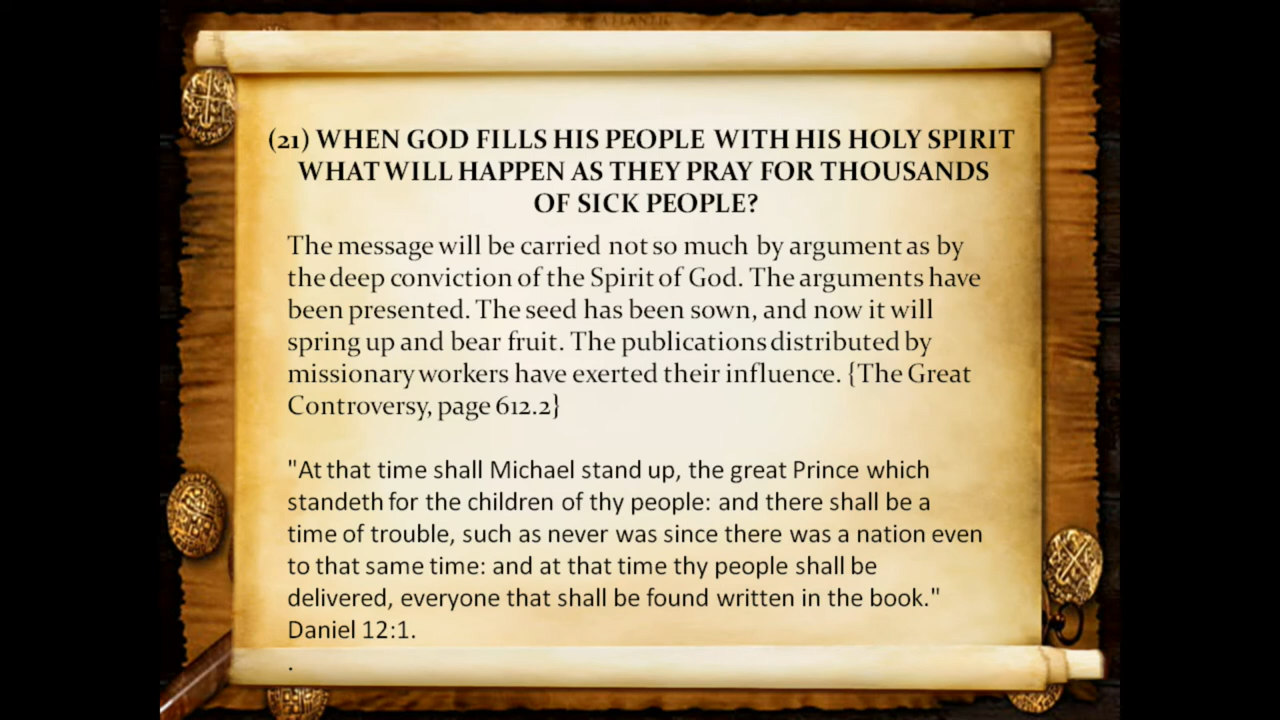 ATLANTIC
(21) WHEN GOD FILLS HIS PEOPLE WITH HIS HOLY SPIRIT
WHAT WILL HAPPEN AS THEY PRAY FOR THOUSANDS
OF SICK PEOPLE?
The message will be carried not so much by argument as by
the deep conviction of the Spirit of God. The arguments have
been presented. The seed has been sown, and now it will
spring up and bear fruit. The publications distributed by
missionary workers have exerted their influence. {The Great
Controversy, page 612.2}
"At that time shall Michael stand up, the great Prince which
standeth for the children of thy people: and there shall be a
time of trouble, such as never was since there was a nation even
to that same time: and at that time thy people shall be
delivered, everyone that shall be found written in the book."
Daniel 12:1.
.